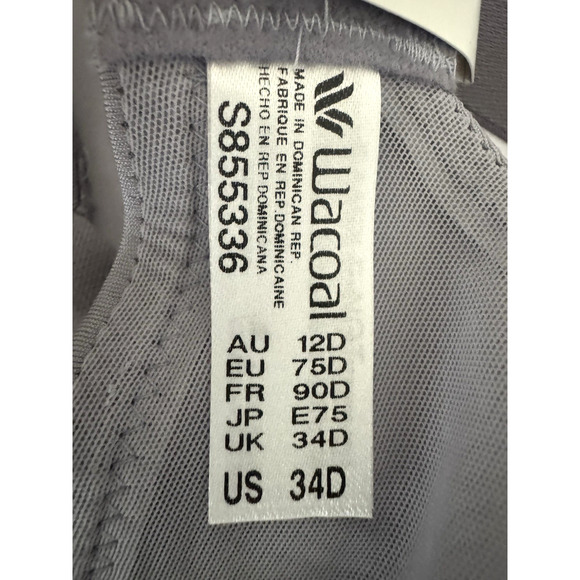 wacoal
MADE IN DOMINICAN REP.
FABRIQUE EN REP. DOMINICAINE
HECHO EN REP. DOMINICANA
S855336
AU 12D
EU 75D
FR 90D
JP E75
UK 34D
US 34D